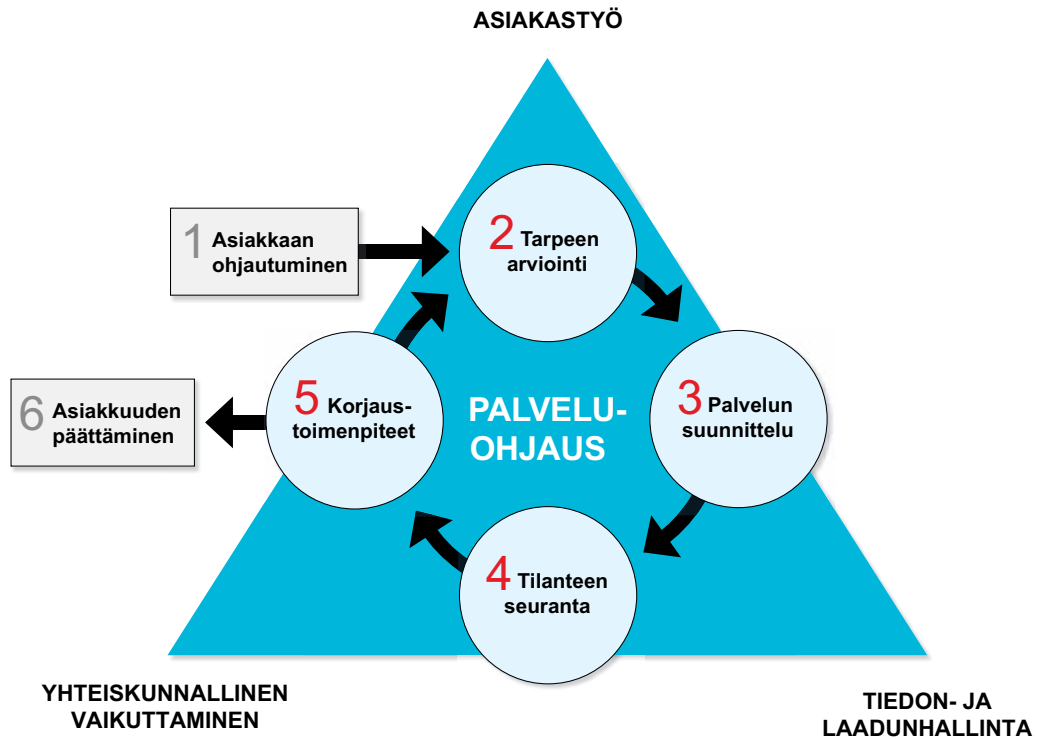 ASIAKASTYÖ
1 Asiakkaan
ohjautuminen
2 Tarpeen
arviointi
3 Palvelun
suunnittelu
4 Tilanteen
seuranta
5 Korjaus-
toimenpiteet
6 Asiakkuuden
päättäminen
PALVELU-
OHJAUS
YHTEISKUNNALLINEN
VAIKUTTAMINEN
TIEDON- JA
LAADUNHALLINTA